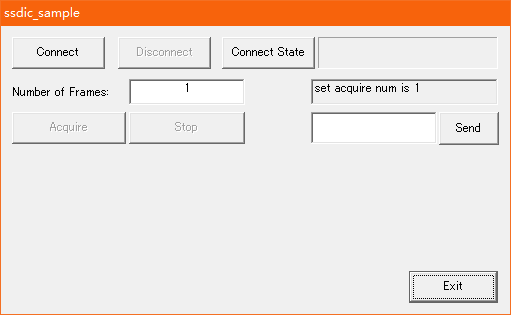 ssdic_sample
Connect
Disconnect
Connect State
Number of Frames:
1
set acquire num is 1
Acquire
Stop
Send
Exit